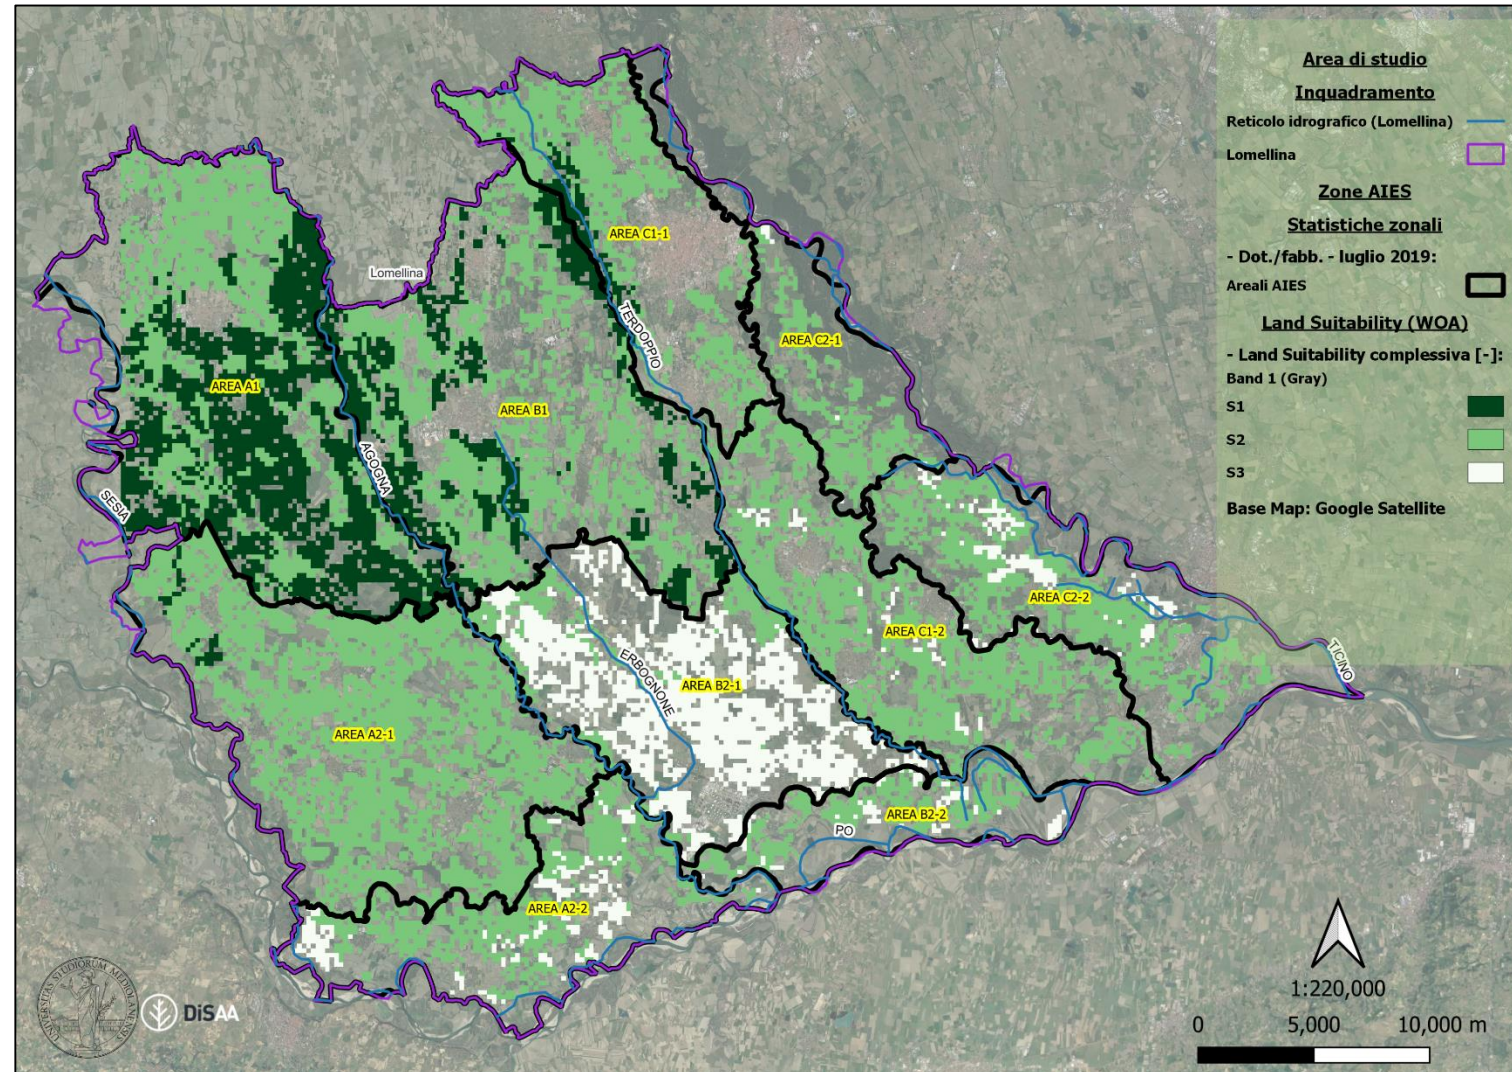 Area di studio
Inquadramento
Reticolo idrografico (Lomellina)
Lomellina
Zone AIES
Statistiche zonali
- Dot./fabb. - luglio 2019:
Areali AIES
Land Suitability (WOA)
- Land Suitability complessiva [-]:
Band 1 (Gray)
S1
S2
S3
Base Map: Google Satellite
AREA C1-1
Lomellina
TERDOPPIO
AREA C2-1
AREA A1
AREA B1
AGOGNA
SESIA
AREA C2-2
AREA C1-2
TICINO
ERBOGNONE
AREA B2-1
AREA A2-1
AREA B2-2
PO
AREA A2-2
UNIVERSITAS STUDIORUM MEDIOLANENSIS
DiSAA
1:220,000
0 5,000 10,000 m